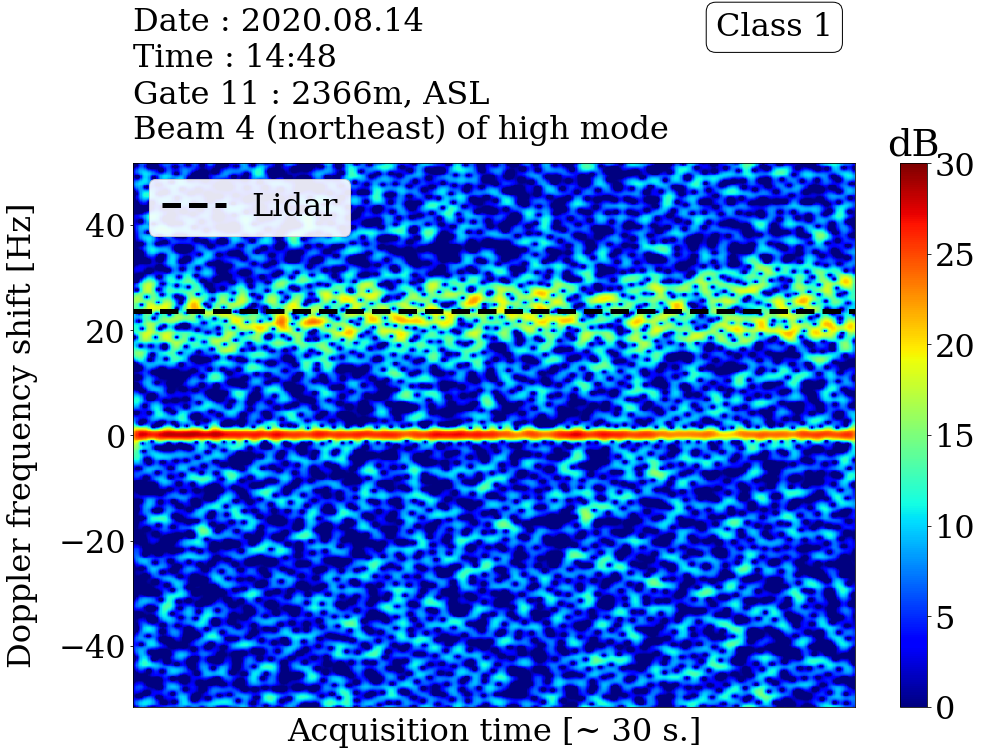 Date : 2020.08.14
Time : 14:48
Gate 11 : 2366m, ASL
Beam 4 (northeast) of high mode
Class 1
dB
Lidar
Doppler frequency shift [Hz]
40
20
0
−20
−40
Acquisition time [~ 30 s.]
30
25
20
15
10
5
0